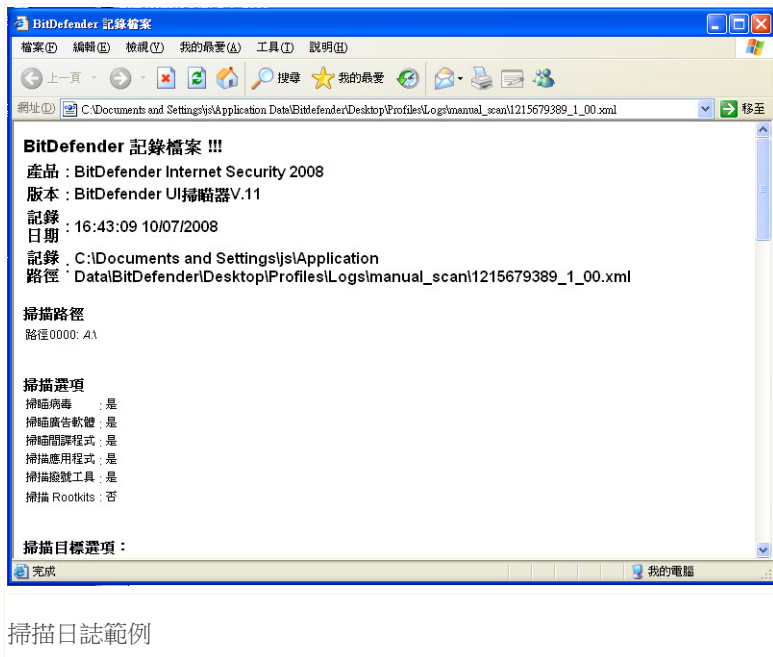 BitDefender 記錄檔案
檔案(F) 編輯(E) 檢視(V) 我的最愛(A) 工具(T) 說明(H)
上一頁 搜尋 我的最愛
網址(D) C:\Documents and Settings\js\Application Data\Bitdefender\Desktop\Profiles\Logs\manual_scan\1215679389_1_00.xml 移至
BitDefender 記錄檔案 !!!
產品 : BitDefender Internet Security 2008
版本 : BitDefender UI掃瞄器V.11
記錄日期 : 16:43:09 10/07/2008
記錄路徑 : C:\Documents and Settings\js\Application
Data\BitDefender\Desktop\Profiles\Logs\manual_scan\1215679389_1_00.xml
掃描路徑
路徑0000: A:\
掃描選項
掃瞄病毒 : 是
掃瞄廣告軟體 : 是
掃瞄間諜程式 : 是
掃描應用程式 : 是
掃描撥號工具 : 是
掃描 Rootkits : 否
掃描目標選項：
完成 我的電腦
掃描日誌範例